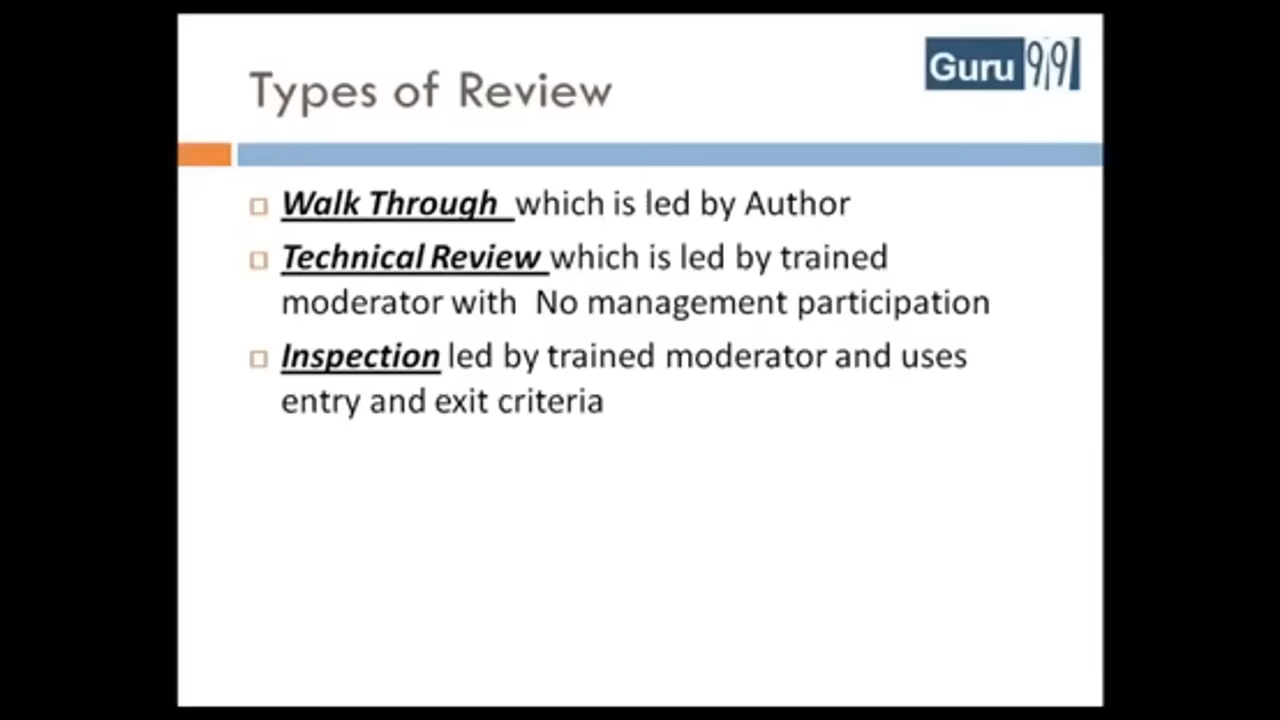 Types of Review
Guru99
Walk Through which is led by Author
Technical Review which is led by trained
moderator with No management participation
Inspection led by trained moderator and uses
entry and exit criteria